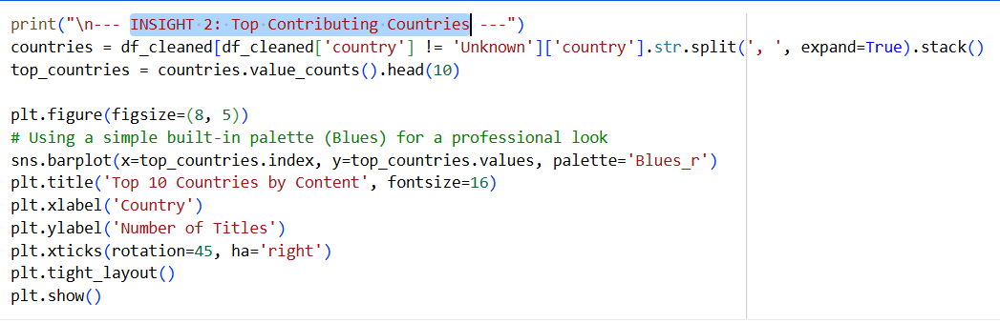 print("\n--- INSIGHT 2: Top Contributing Countries ---")
countries = df_cleaned[df_cleaned['country'] != 'Unknown']['country'].str.split(', ', expand=True).stack()
top_countries = countries.value_counts().head(10)
plt.figure(figsize=(8, 5))
# Using a simple built-in palette (Blues) for a professional look
sns.barplot(x=top_countries.index, y=top_countries.values, palette='Blues_r')
plt.title('Top 10 Countries by Content', fontsize=16)
plt.xlabel('Country')
plt.ylabel('Number of Titles')
plt.xticks(rotation=45, ha='right')
plt.tight_layout()
plt.show()